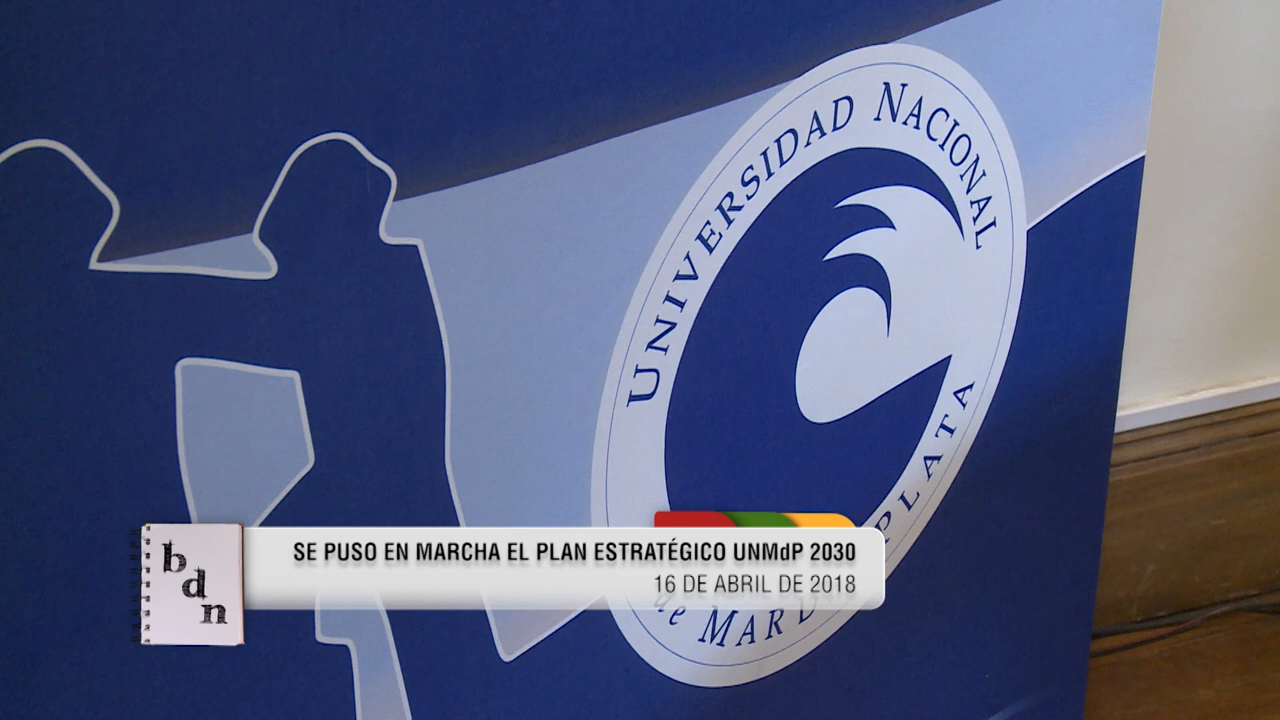 UNIVERSIDAD NACIONAL
de MAR D PLATA
bdn
SE PUSO EN MARCHA EL PLAN ESTRATÉGICO UNMdP 2030
16 DE ABRIL DE 2018